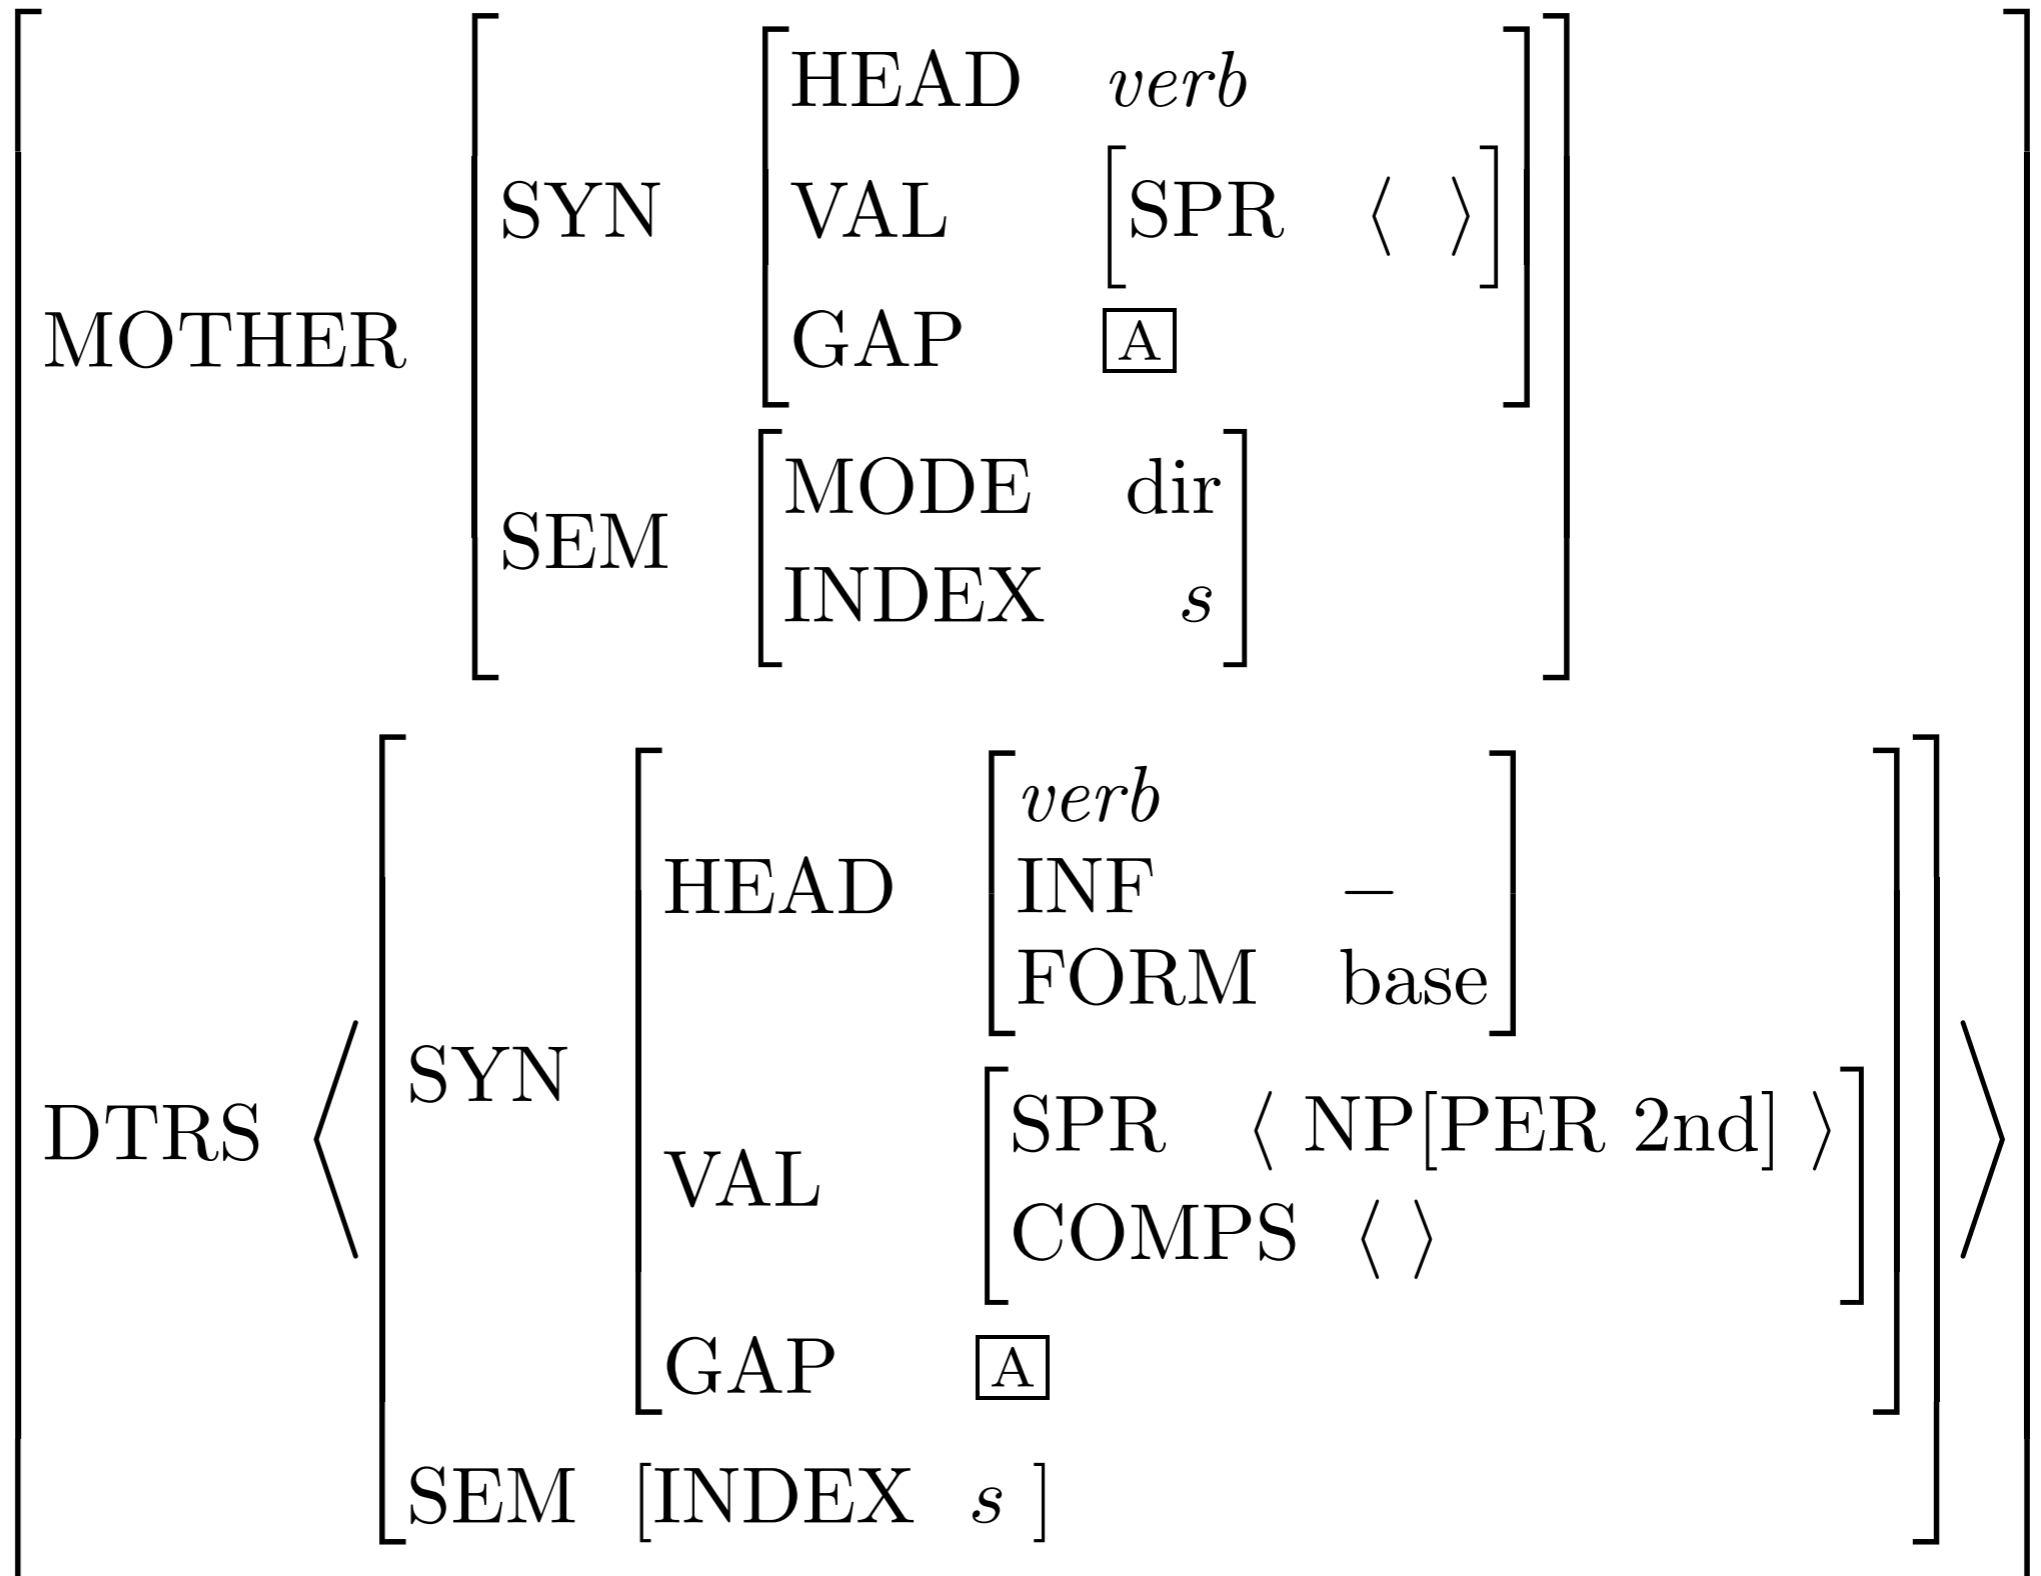 HEAD verb
SYN VAL [SPR ⟨ ⟩]
MOTHER GAP A
MODE dir
SEM
INDEX s
verb
HEAD INF −
FORM base
SYN
DTRS ⟨ SPR ⟨ NP[PER 2nd] ⟩ ⟩
VAL
COMPS ⟨ ⟩
GAP A
SEM [INDEX s ]